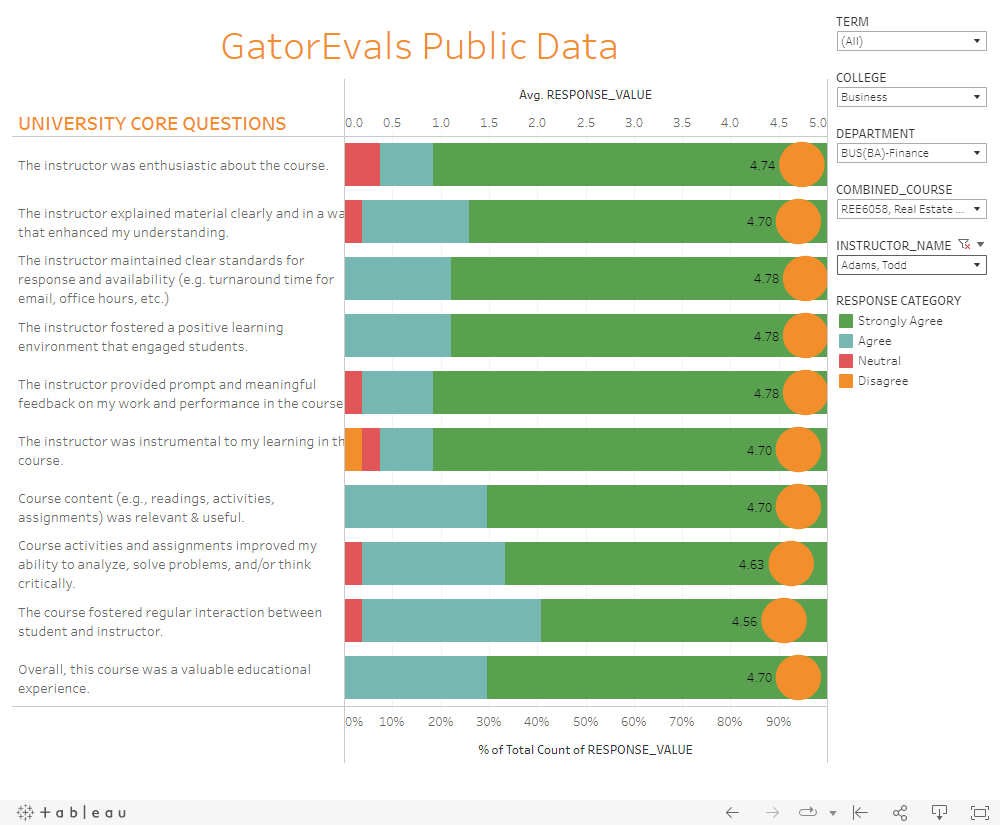 GatorEvals Public Data
TERM
(All)
COLLEGE
Business
DEPARTMENT
BUS(BA)-Finance
COMBINED_COURSE
REE6058, Real Estate ...
INSTRUCTOR_NAME
Adams, Todd
RESPONSE CATEGORY
Strongly Agree
Agree
Neutral
Disagree
Avg. RESPONSE_VALUE
UNIVERSITY CORE QUESTIONS
0.0 0.5 1.0 1.5 2.0 2.5 3.0 3.5 4.0 4.5 5.0
The instructor was enthusiastic about the course.
4.74
The instructor explained material clearly and in a wa
that enhanced my understanding.
4.70
The instructor maintained clear standards for
response and availability (e.g. turnaround time for
email, office hours, etc.)
4.78
The instructor fostered a positive learning
environment that engaged students.
4.78
The instructor provided prompt and meaningful
feedback on my work and performance in the course
4.78
The instructor was instrumental to my learning in th
course.
4.70
Course content (e.g., readings, activities,
assignments) was relevant & useful.
4.70
Course activities and assignments improved my
ability to analyze, solve problems, and/or think
critically.
4.63
The course fostered regular interaction between
student and instructor.
4.56
Overall, this course was a valuable educational
experience.
4.70
0% 10% 20% 30% 40% 50% 60% 70% 80% 90%
% of Total Count of RESPONSE_VALUE
tableau